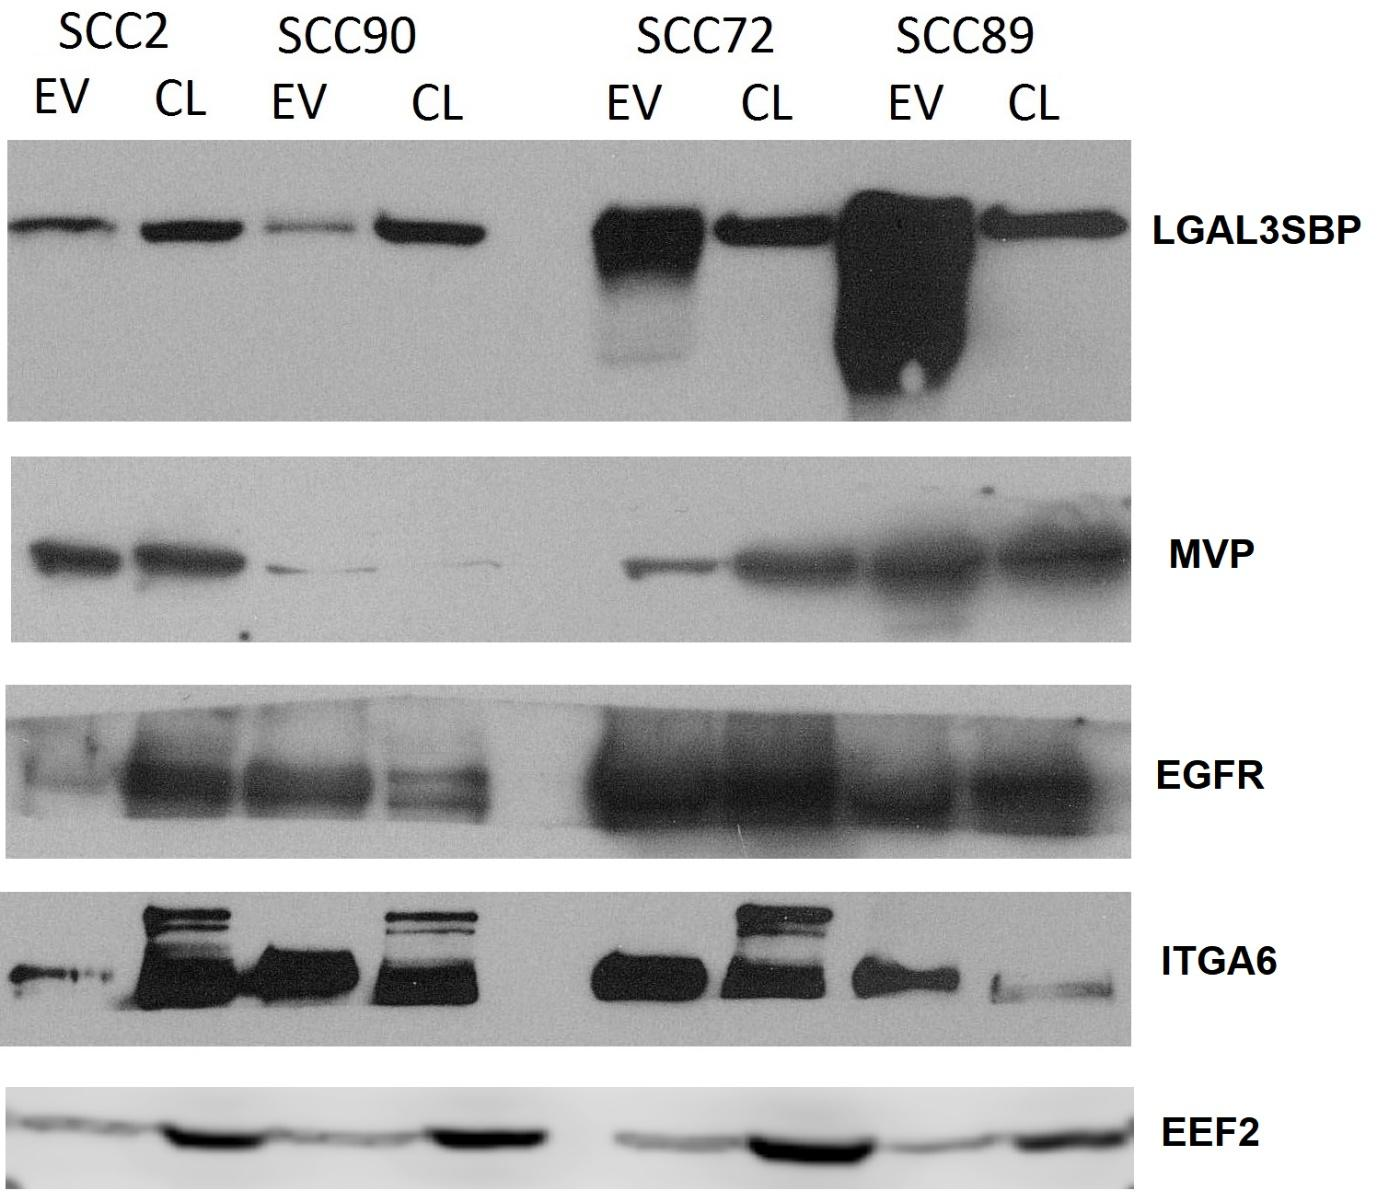 SCC2 SCC90 SCC72 SCC89
EV CL EV CL EV CL EV CL
LGAL3SBP
MVP
EGFR
ITGA6
EEF2